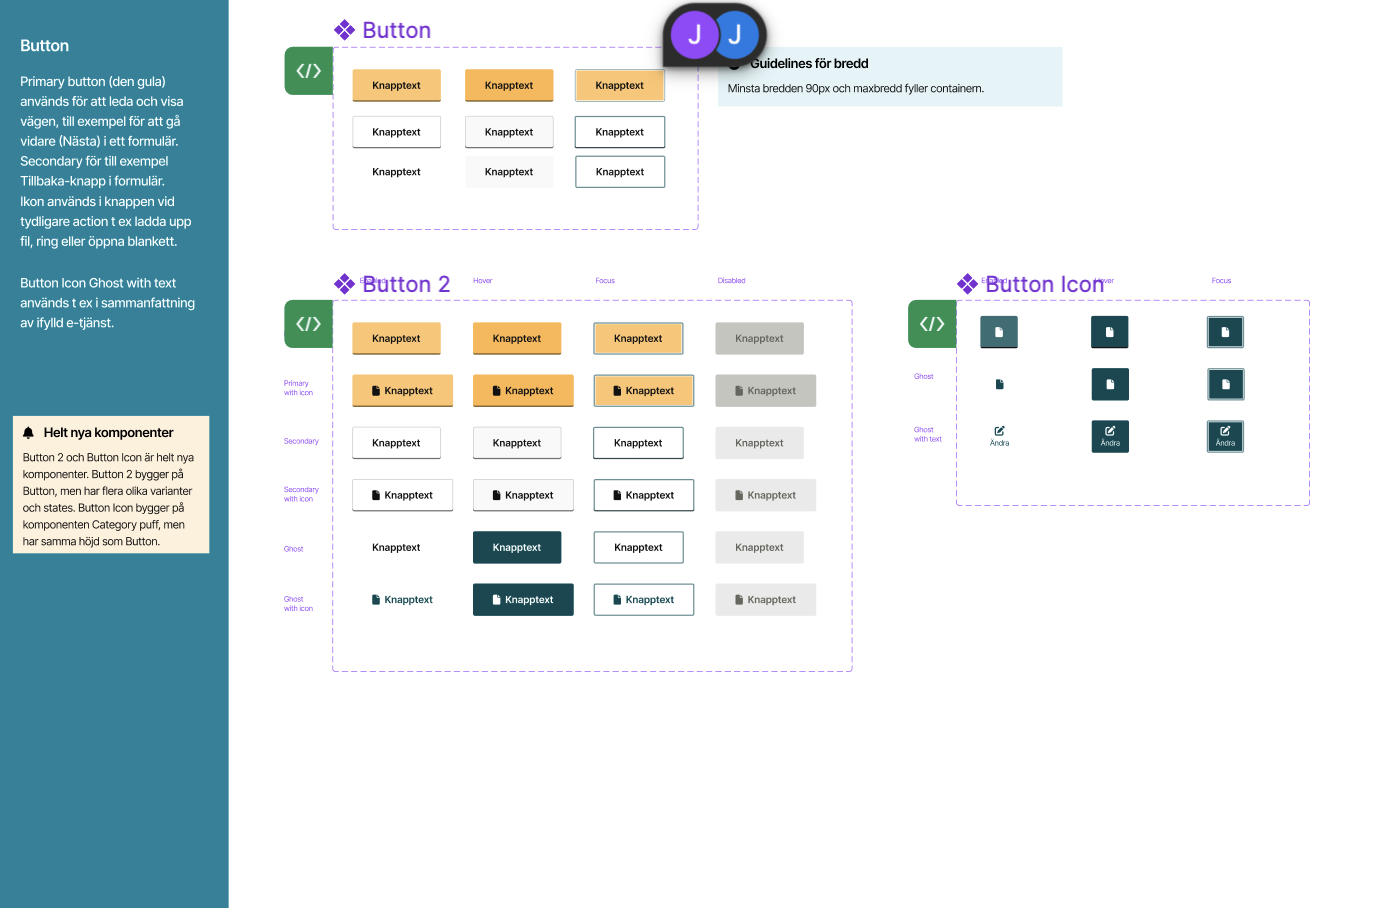 Button
Primary button (den gula)
används för att leda och visa
vägen, till exempel för att gå
vidare (Nästa) i ett formulär.
Secondary för till exempel
Tillbaka-knapp i formulär.
Ikon används i knappen vid
tydligare action t ex ladda upp
fil, ring eller öppna blankett.
Button Icon Ghost with text
används t ex i sammanfattning
av ifylld e-tjänst.
Helt nya komponenter
Button 2 och Button Icon är helt nya
komponenter. Button 2 bygger på
Button, men har flera olika varianter
och states. Button Icon bygger på
komponenten Category puff, men
har samma höjd som Button.
Button
J J
Knapptext Knapptext Knapptext
Knapptext Knapptext Knapptext
Knapptext Knapptext Knapptext
Guidelines för bredd
Minsta bredden 90px och maxbredd fyller containern.
Button 2
Enabled Hover Focus Disabled
Knapptext Knapptext Knapptext Knapptext
Primary
with icon
Knapptext Knapptext Knapptext Knapptext
Secondary
Knapptext Knapptext Knapptext Knapptext
Secondary
with icon
Knapptext Knapptext Knapptext Knapptext
Ghost
Knapptext Knapptext Knapptext Knapptext
Ghost
with icon
Knapptext Knapptext Knapptext Knapptext
Button Icon
Enabled Hover Focus
Ghost
Ghost
with text
Ändra Ändra Ändra